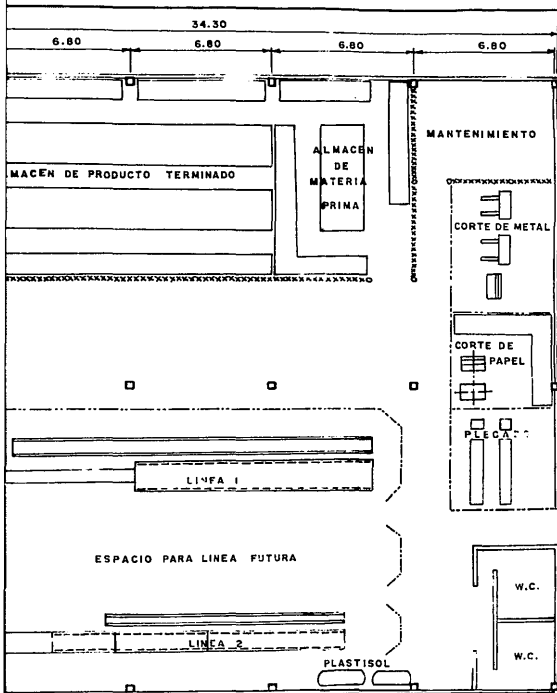 34.30
6.80 6.80 6.80 6.80
MANTENIMIENTO
ALMACEN
DE
MATERIA
PRIMA
MACEN DE PRODUCTO TERMINADO
CORTE DE METAL
CORTE DE
PAPEL
LINEA 1
ESPACIO PARA LINEA FUTURA
LINEA 2
PLASTISOL
W.C.
W.C.